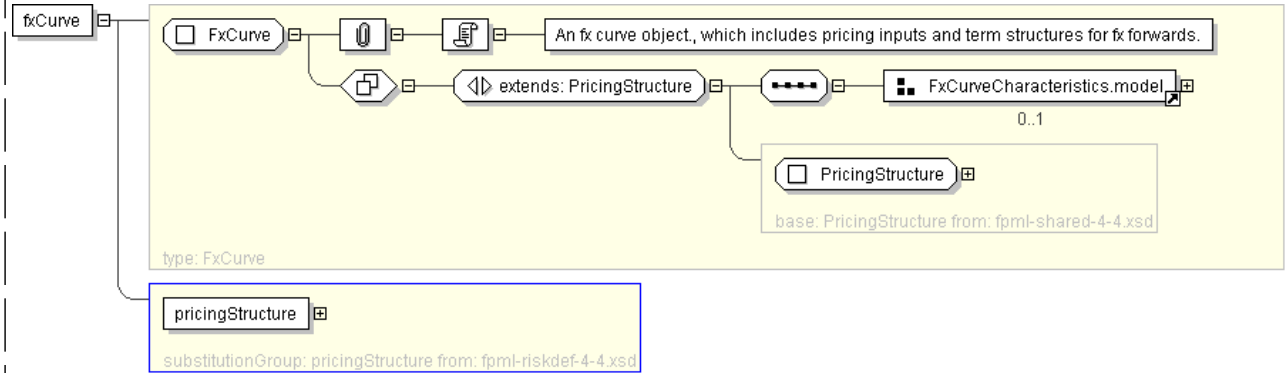 fxCurve
FxCurve
An fx curve object., which includes pricing inputs and term structures for fx forwards.
extends: PricingStructure
FxCurveCharacteristics.model
0..1
PricingStructure
base: PricingStructure from: fpml-shared-4-4.xsd
type: FxCurve
pricingStructure
substitutionGroup: pricingStructure from: fpml-riskdef-4-4.xsd